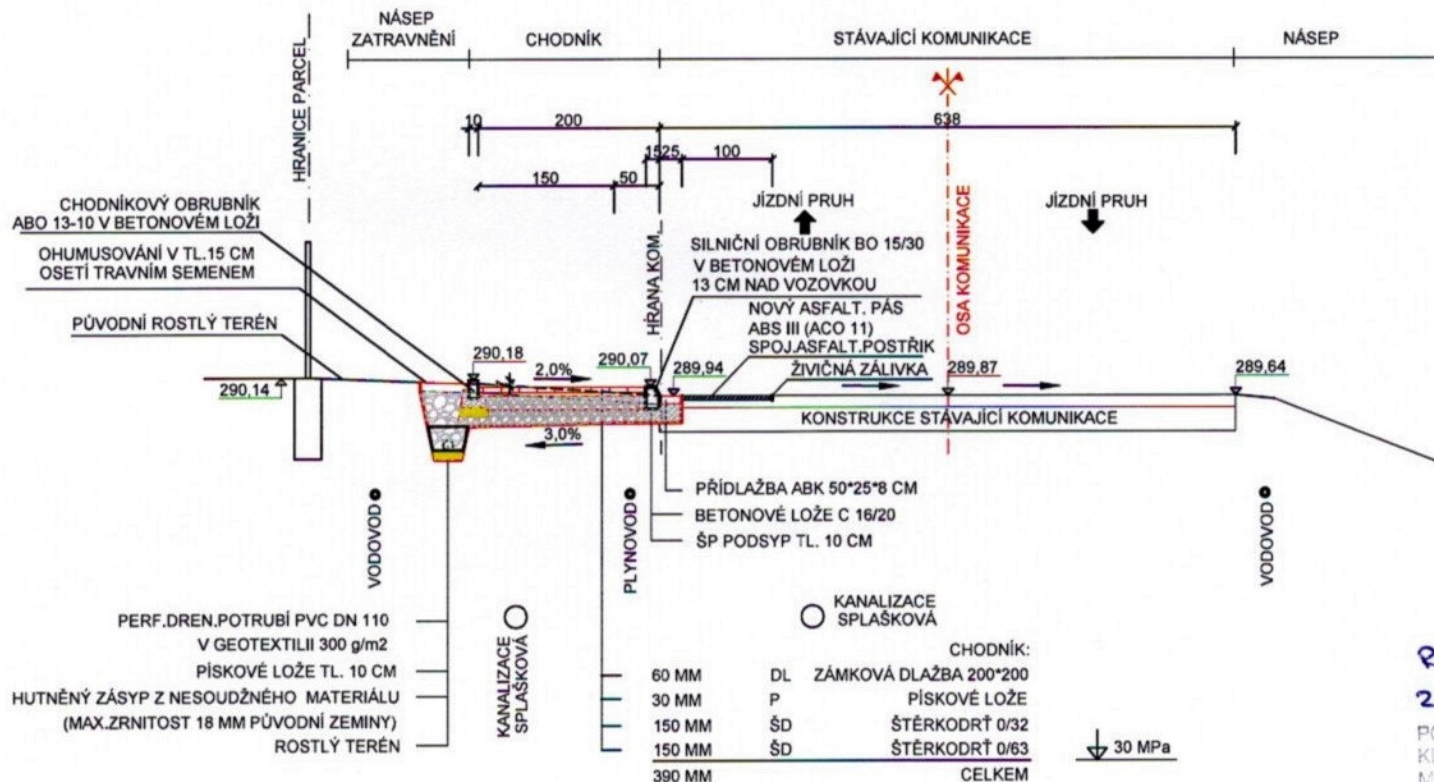 NÁSEP
ZATRAVNĚNÍ
CHODNÍK
STÁVAJÍCÍ KOMUNIKACE
NÁSEP
HRANICE PARCEL
10
200
638
1525
100
150
50
JÍZDNÍ PRUH
JÍZDNÍ PRUH
OSA KOMUNIKACE
HRANA KOM.
CHODNÍKOVÝ OBRUBNÍK
ABO 13-10 V BETONOVÉM LOŽI
OHUMUSOVÁNÍ V TL.15 CM
OSETÍ TRAVNÍM SEMENEM
PŮVODNÍ ROSTLÝ TERÉN
SILNIČNÍ OBRUBNÍK BO 15/30
V BETONOVÉM LOŽI
13 CM NAD VOZOVKOU
NOVÝ ASFALT. PÁS
ABS III (ACO 11)
SPOJ.ASFALT.POSTŘIK
ŽIVIČNÁ ZÁLIVKA
290,14
290,18
2,0%
290,07
289,94
289,87
289,64
KONSTRUKCE STÁVAJÍCÍ KOMUNIKACE
3,0%
PŘÍDLAŽBA ABK 50*25*8 CM
BETONOVÉ LOŽE C 16/20
ŠP PODSYP TL. 10 CM
VODOVOD
PLYNOVOD
VODOVOD
KANALIZACE
SPLAŠKOVÁ
KANALIZACE
SPLAŠKOVÁ
PERF.DREN.POTRUBÍ PVC DN 110
V GEOTEXTILII 300 g/m2
PÍSKOVÉ LOŽE TL. 10 CM
HUTNĚNÝ ZÁSYP Z NESOUDŽNÉHO MATERIÁLU
(MAX.ZRNITOST 18 MM PŮVODNÍ ZEMINY)
ROSTLÝ TERÉN
CHODNÍK:
60 MM DL ZÁMKOVÁ DLAŽBA 200*200
30 MM P PÍSKOVÉ LOŽE
150 MM ŠD ŠTĚRKODRŤ 0/32
150 MM ŠD ŠTĚRKODRŤ 0/63
390 MM CELKEM
30 MPa